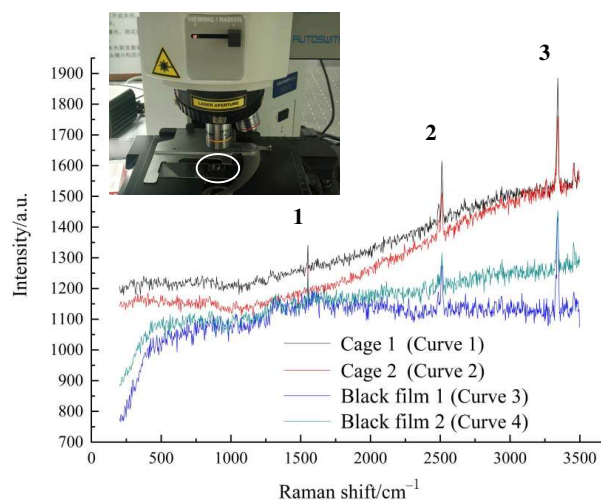 VIEWING / RAMAN
AUTOSWIT
LASER APERTURE
3
2
1
1900
1800
1700
1600
1500
1400
1300
1200
1100
1000
900
800
700
Intensity/a.u.
Cage 1 (Curve 1)
Cage 2 (Curve 2)
Black film 1 (Curve 3)
Black film 2 (Curve 4)
500 1000 1500 2000 2500 3000 3500
Raman shift/cm⁻¹